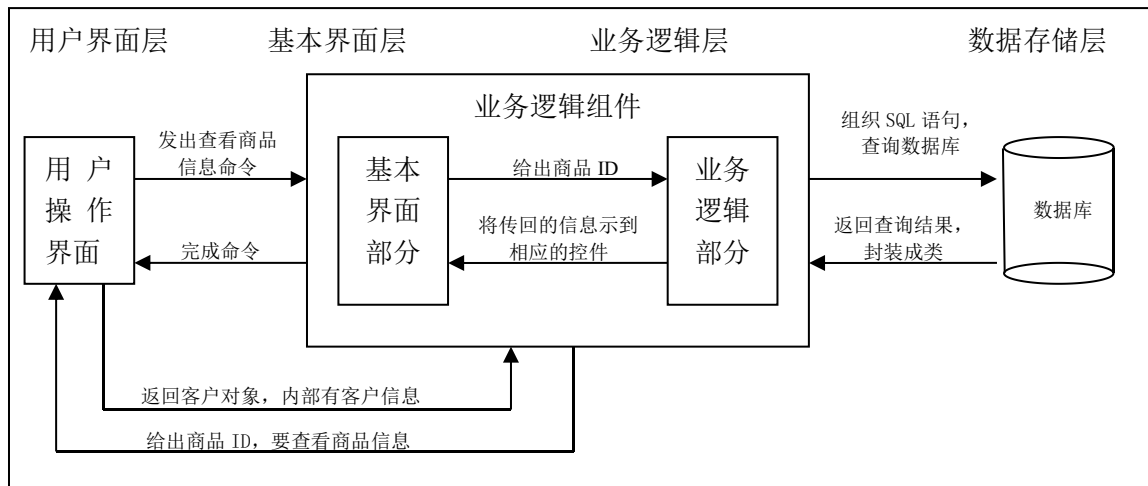 用户界面层
基本界面层
业务逻辑层
数据存储层
业务逻辑组件
用户
操作
界面
发出查看商品
信息命令
完成命令
基本
界面
部分
给出商品 ID
将传回的信息示到
相应的控件
业务
逻辑
部分
组织 SQL 语句，
查询数据库
返回查询结果，
封装成类
数据库
返回客户对象，内部有客户信息
给出商品 ID，要查看商品信息